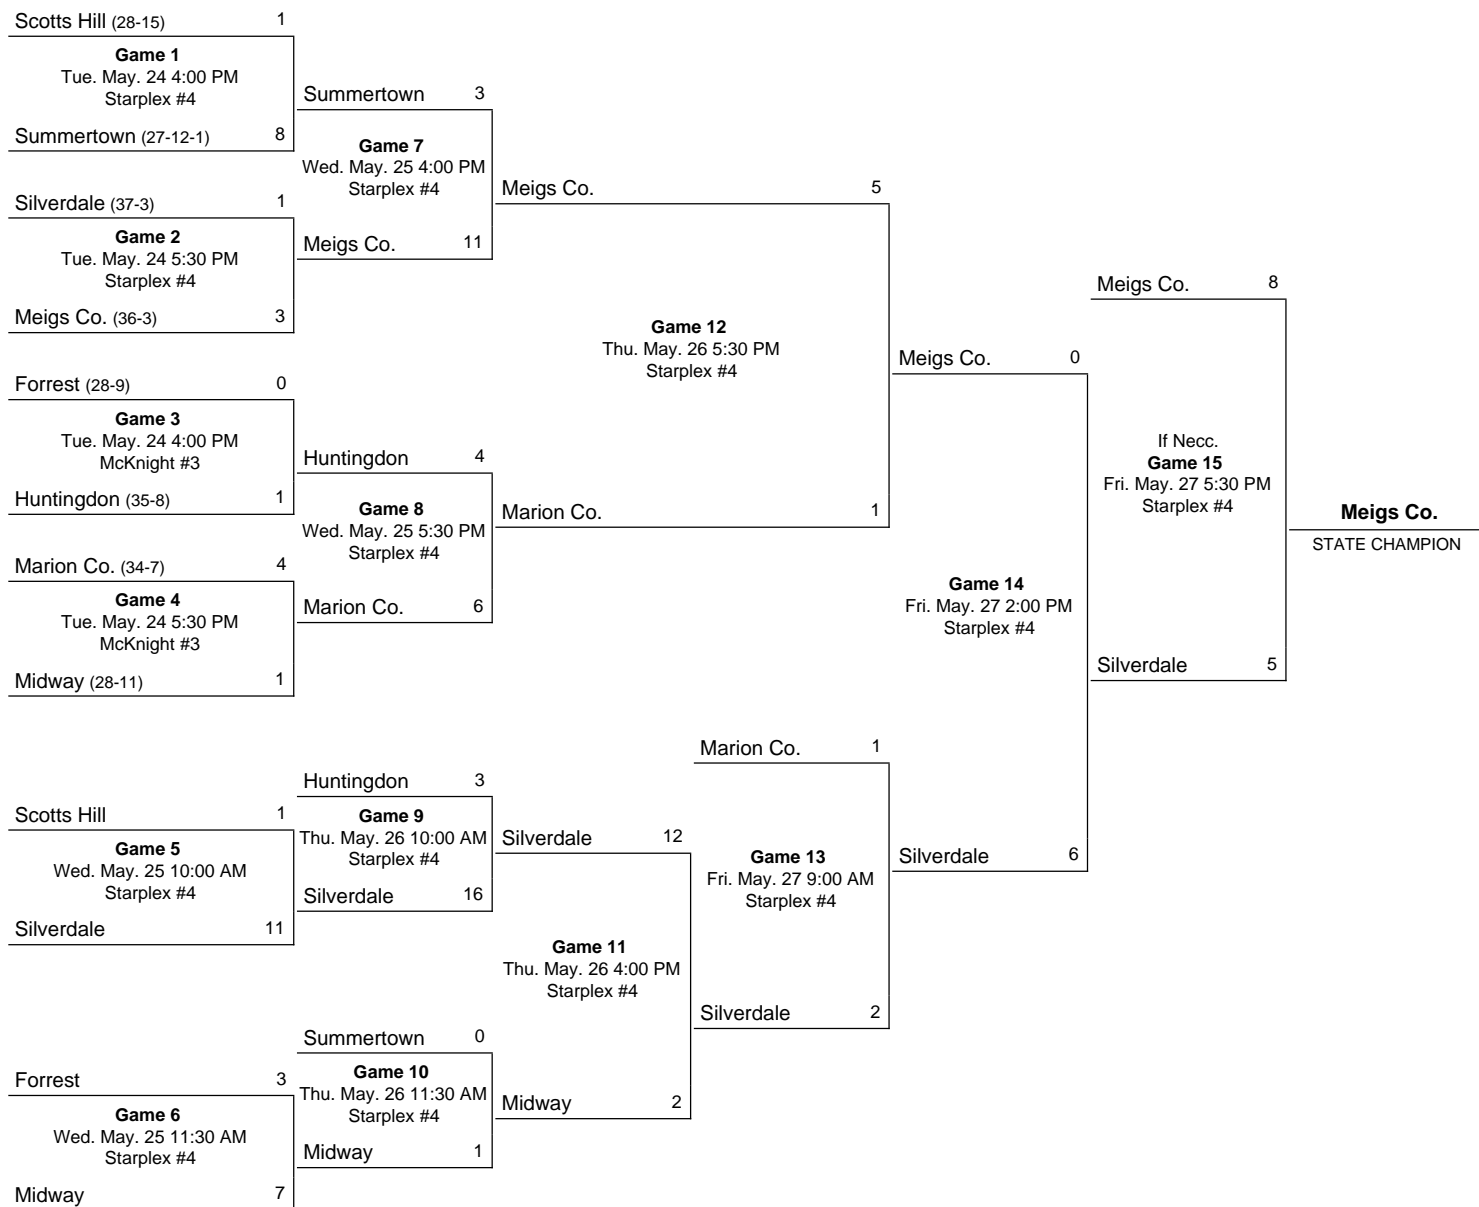 Scotts Hill (28-15) 1
Game 1
Tue. May. 24 4:00 PM
Starplex #4
Summertown (27-12-1) 8
Silverdale (37-3) 1
Game 2
Tue. May. 24 5:30 PM
Starplex #4
Meigs Co. (36-3) 3
Forrest (28-9) 0
Game 3
Tue. May. 24 4:00 PM
McKnight #3
Huntingdon (35-8) 1
Marion Co. (34-7) 4
Game 4
Tue. May. 24 5:30 PM
McKnight #3
Midway (28-11) 1
Scotts Hill 1
Game 5
Wed. May. 25 10:00 AM
Starplex #4
Silverdale 11
Forrest 3
Game 6
Wed. May. 25 11:30 AM
Starplex #4
Midway 7
Summertown 3
Game 7
Wed. May. 25 4:00 PM
Starplex #4
Meigs Co. 11
Huntingdon 4
Game 8
Wed. May. 25 5:30 PM
Starplex #4
Marion Co. 6
Huntingdon 3
Game 9
Thu. May. 26 10:00 AM
Starplex #4
Silverdale 16
Summertown 0
Game 10
Thu. May. 26 11:30 AM
Starplex #4
Midway 1
Meigs Co. 5
Game 12
Thu. May. 26 5:30 PM
Starplex #4
Marion Co. 1
Silverdale 12
Game 11
Thu. May. 26 4:00 PM
Starplex #4
Midway 2
Marion Co. 1
Game 13
Fri. May. 27 9:00 AM
Starplex #4
Silverdale 2
Meigs Co. 0
Game 14
Fri. May. 27 2:00 PM
Starplex #4
Silverdale 6
Meigs Co. 8
If Necc.
Game 15
Fri. May. 27 5:30 PM
Starplex #4
Silverdale 5
Meigs Co.
STATE CHAMPION